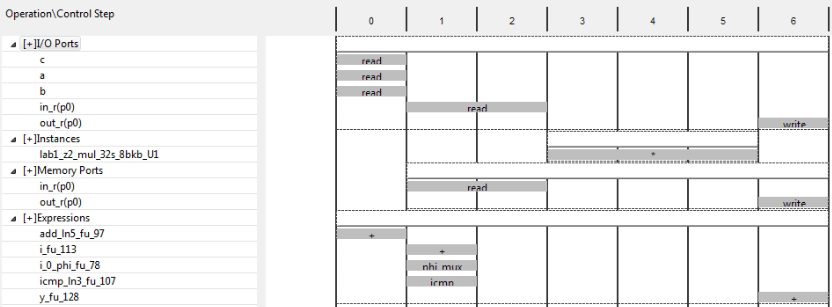 Operation\Control Step 0 1 2 3 4 5 6
[+]I/O Ports
c read
a read
b read
in_r(p0) read
out_r(p0) write
[+]Instances
lab1_z2_mul_32s_8bkb_U1 *
[+]Memory Ports
in_r(p0) read
out_r(p0) write
[+]Expressions
add_ln5_fu_97 +
i_fu_113 +
i_0_phi_fu_78 phi_mux
icmp_ln3_fu_107 icmp
y_fu_128 +